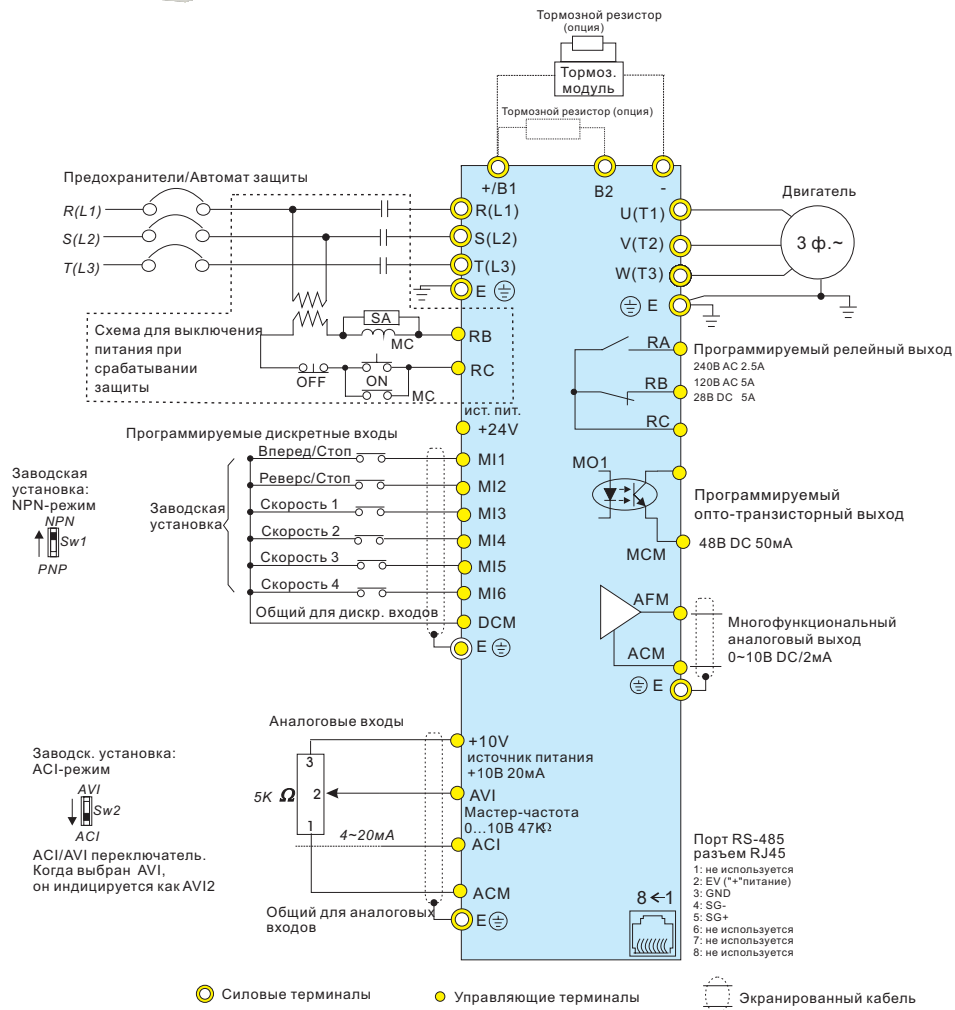 Тормозной резистор
(опция)
Тормоз.
модуль
Тормозной резистор (опция)
Предохранители/Автомат защиты
+/B1
B2
-
Двигатель
R(L1)
R(L1)
U(T1)
S(L2)
S(L2)
V(T2)
3 ф.~
T(L3)
T(L3)
W(T3)
E
E
Схема для выключения
питания при
срабатывании
защиты
SA
MC
RB
OFF
ON
MC
RC
RA
Программируемый релейный выход
240В AC 2.5A
120В AC 5A
28В DC 5A
RB
RC
ист. пит.
+24V
Программируемые дискретные входы
Вперед/Стоп
MI1
Реверс/Стоп
MI2
Скорость 1
MI3
Скорость 2
MI4
Скорость 3
MI5
Скорость 4
MI6
Общий для дискр. входов
DCM
E
Заводская
установка
Заводская
установка:
NPN-режим
NPN
Sw1
PNP
MO1
Программируемый
опто-транзисторный выход
MCM
48В DC 50мА
AFM
Многофункциональный
аналоговый выход
0~10В DC/2мА
ACM
E
Аналоговые входы
+10V
источник питания
+10В 20мА
3
5K Ω
2
AVI
Мастер-частота
0...10В 47KΩ
1
4~20мА
ACI
ACM
Общий для аналоговых
входов
E
Заводск. установка:
ACI-режим
AVI
Sw2
ACI
ACI/AVI переключатель.
Когда выбран AVI,
он индицируется как AVI2
8←1
Порт RS-485
разъем RJ45
1: не используется
2: EV ("+"питание)
3: GND
4: SG-
5: SG+
6: не используется
7: не используется
8: не используется
Силовые терминалы
Управляющие терминалы
Экранированный кабель